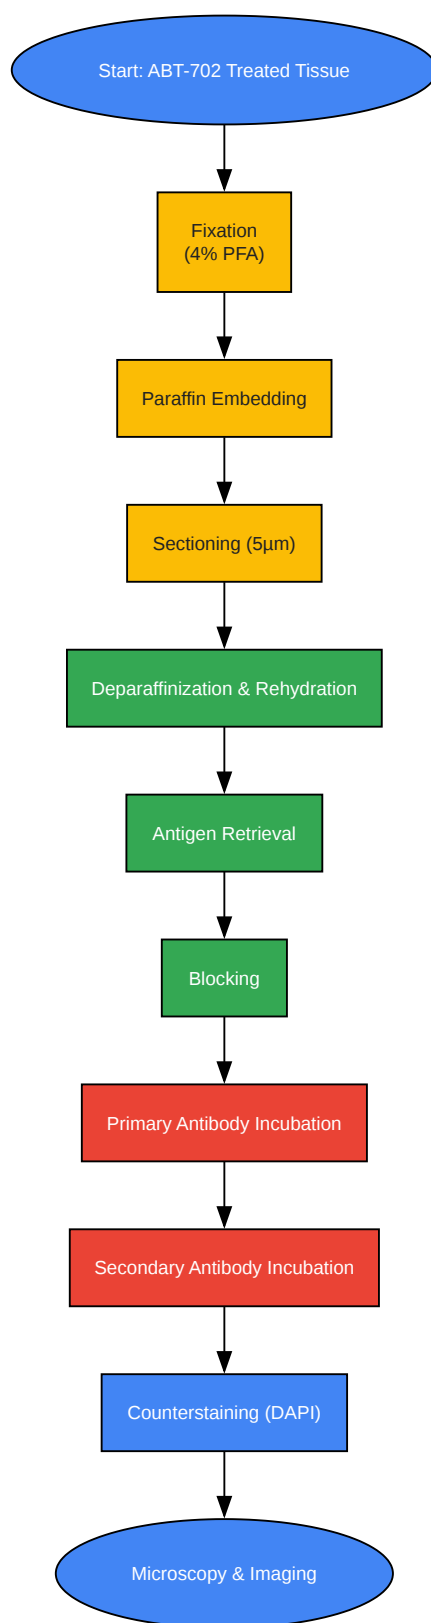 Start: ABT-702 Treated Tissue
Fixation
(4% PFA)
Paraffin Embedding
Sectioning (5µm)
Deparaffinization & Rehydration
Antigen Retrieval
Blocking
Primary Antibody Incubation
Secondary Antibody Incubation
Counterstaining (DAPI)
Microscopy & Imaging